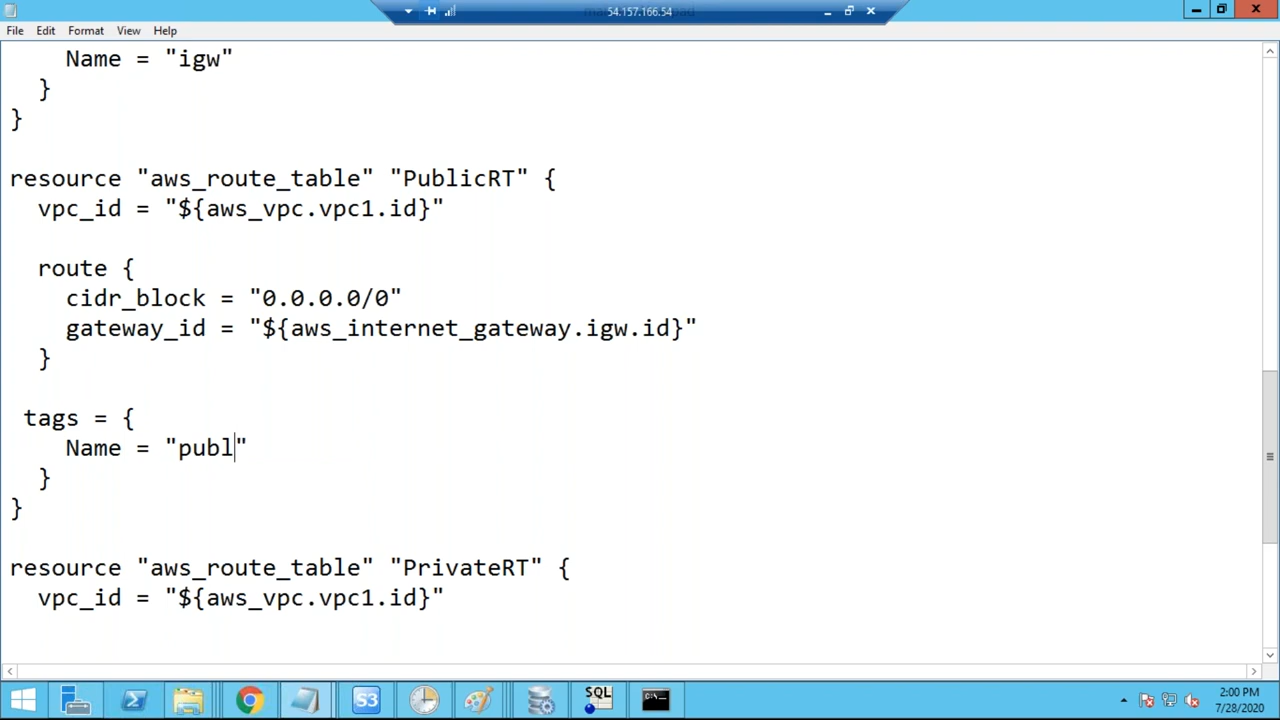 54.157.166.54
File Edit Format View Help
Name = "igw"
}
}
resource "aws_route_table" "PublicRT" {
vpc_id = "${aws_vpc.vpc1.id}"
route {
cidr_block = "0.0.0.0/0"
gateway_id = "${aws_internet_gateway.igw.id}"
}
tags = {
Name = "publ"
}
}
resource "aws_route_table" "PrivateRT" {
vpc_id = "${aws_vpc.vpc1.id}"
S3
SQL
2:00 PM
7/28/2020